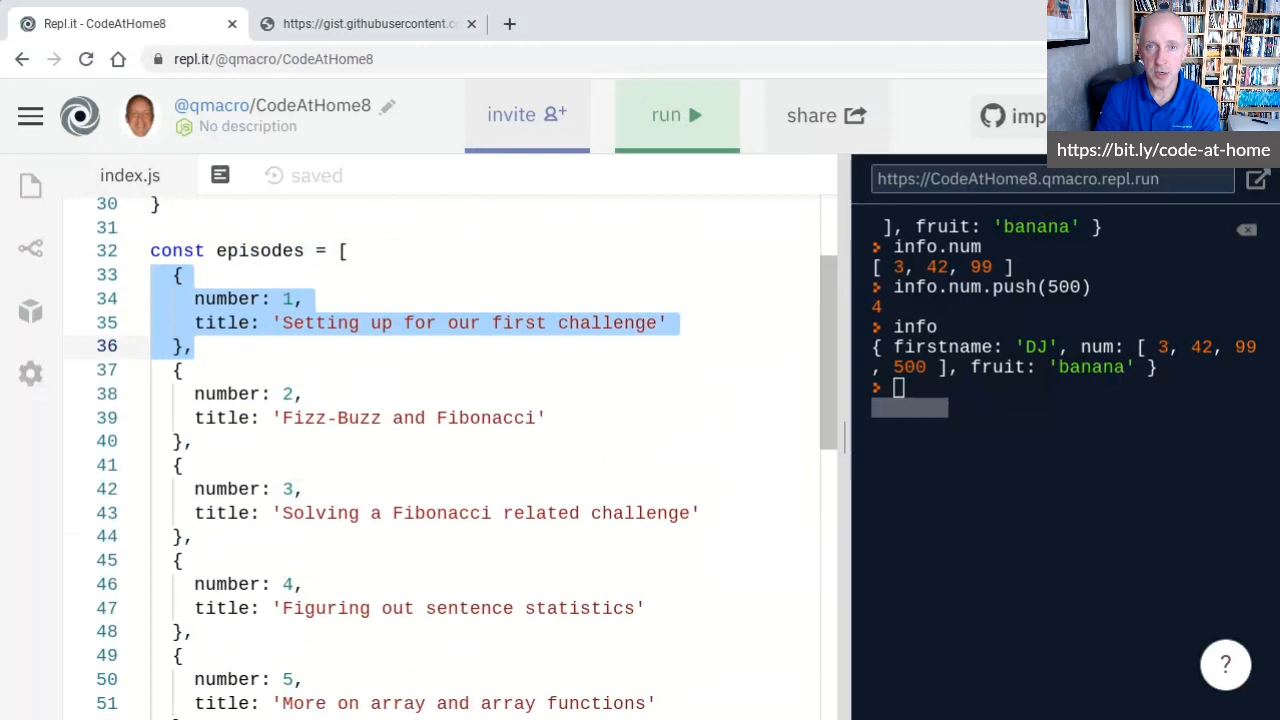 Repl.it - CodeAtHome8
https://gist.githubusercontent.c
repl.it/@qmacro/CodeAtHome8
@qmacro/CodeAtHome8
No description
invite
run
share
imp
https://bit.ly/code-at-home
index.js
saved
https://CodeAtHome8.qmacro.repl.run
30 }
31
32 const episodes = [
33 {
34 number: 1,
35 title: 'Setting up for our first challenge'
36 },
37 {
38 number: 2,
39 title: 'Fizz-Buzz and Fibonacci'
40 },
41 {
42 number: 3,
43 title: 'Solving a Fibonacci related challenge'
44 },
45 {
46 number: 4,
47 title: 'Figuring out sentence statistics'
48 },
49 {
50 number: 5,
51 title: 'More on array and array functions'
], fruit: 'banana' }
info.num
[ 3, 42, 99 ]
info.num.push(500)
4
info
{ firstname: 'DJ', num: [ 3, 42, 99
, 500 ], fruit: 'banana' }
?